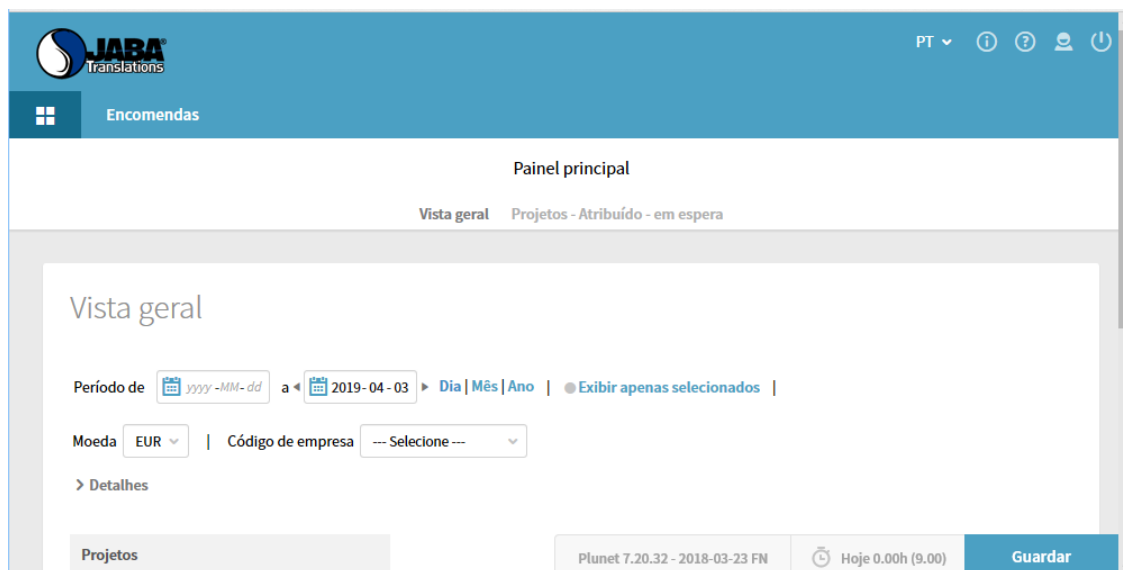 JABA
Translations
PT
Encomendas
Painel principal
Vista geral Projetos - Atribuído - em espera
Vista geral
Período de yyyy - MM - dd a 2019 - 04 - 03 Dia | Mês | Ano | Exibir apenas selecionados |
Moeda EUR | Código de empresa --- Selecione ---
> Detalhes
Projetos
Plunet 7.20.32 - 2018-03-23 FN Hoje 0.00h (9.00) Guardar